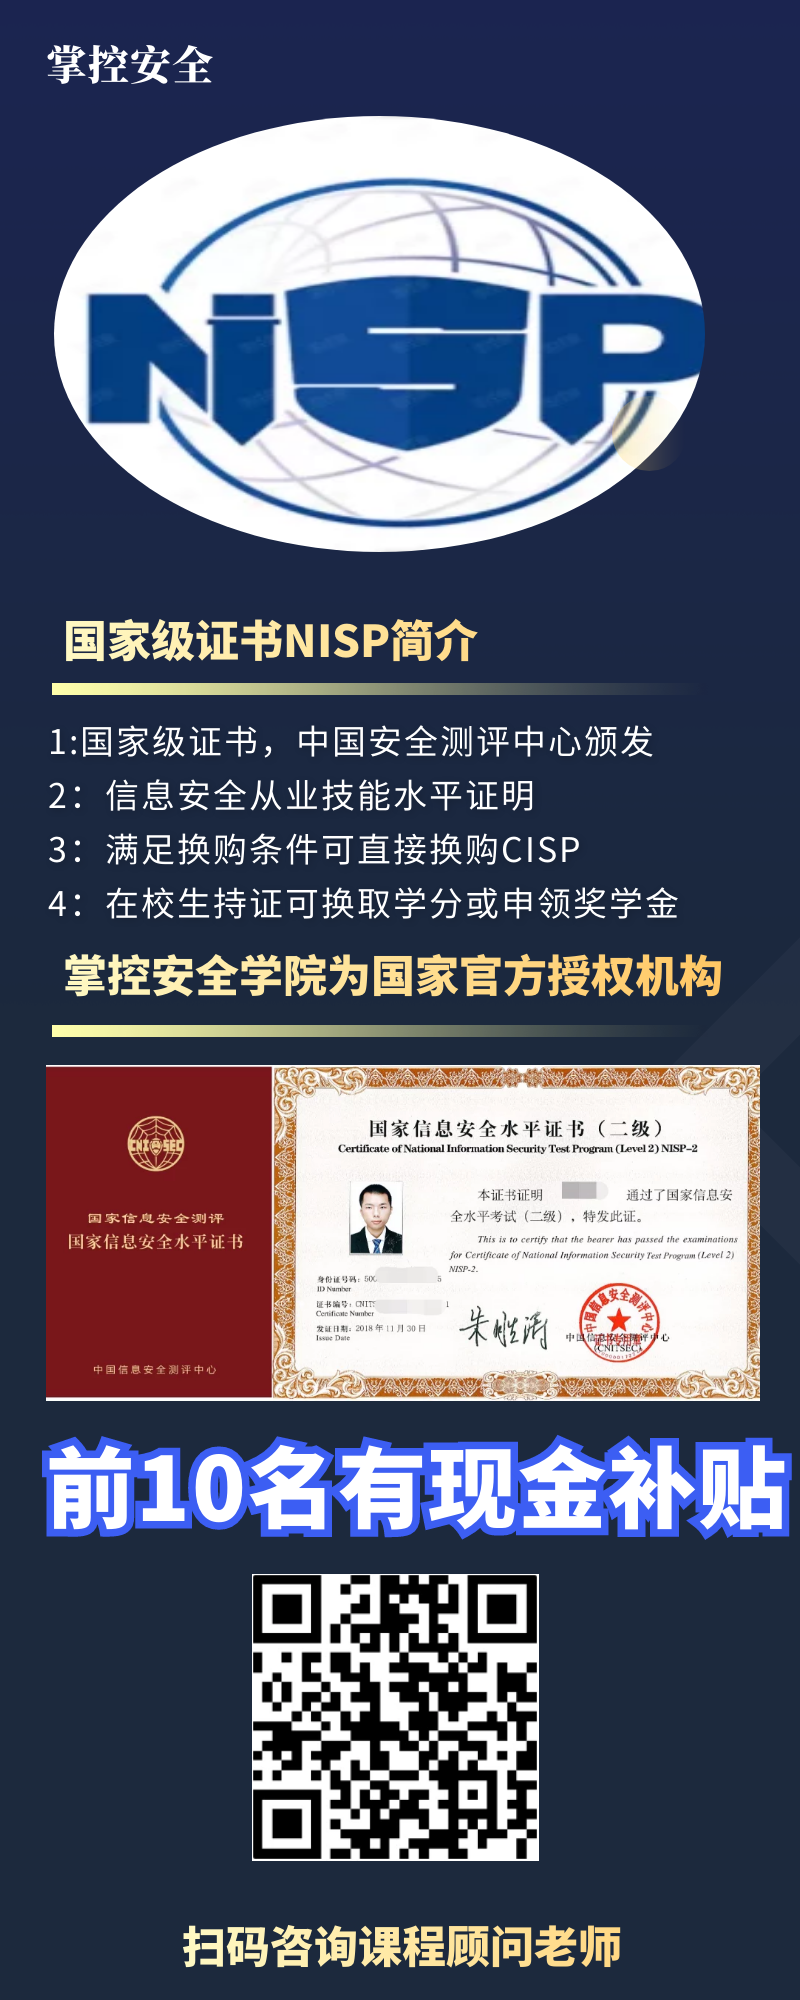 掌控安全
NISP
国家级证书NISP简介
1:国家级证书，中国安全测评中心颁发
2：信息安全从业技能水平证明
3：满足换购条件可直接换购CISP
4：在校生持证可换取学分或申领奖学金
掌控安全学院为国家官方授权机构
CNITSEC
国家信息安全测评
国家信息安全水平证书
中国信息安全测评中心
国家信息安全水平证书（二级）
Certificate of National Information Security Test Program (Level 2) NISP-2
本证书证明 通过了国家信息安
全水平考试（二级），特发此证。
This is to certify that the bearer has passed the examinations
for Certificate of National Information Security Test Program (Level 2)
NISP-2.
身份证号码：500 5
ID Number
证书编号：CNITS 1
Certificate Number
发证日期：2018 年 11 月 30 日
Issue Date
中国信息安全测评中心
(CNITSEC)
前10名有现金补贴
扫码咨询课程顾问老师